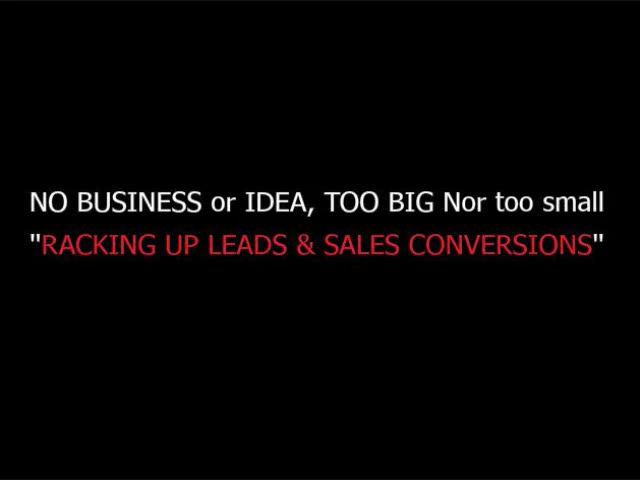 NO BUSINESS or IDEA, TOO BIG Nor too small
"RACKING UP LEADS & SALES CONVERSIONS"